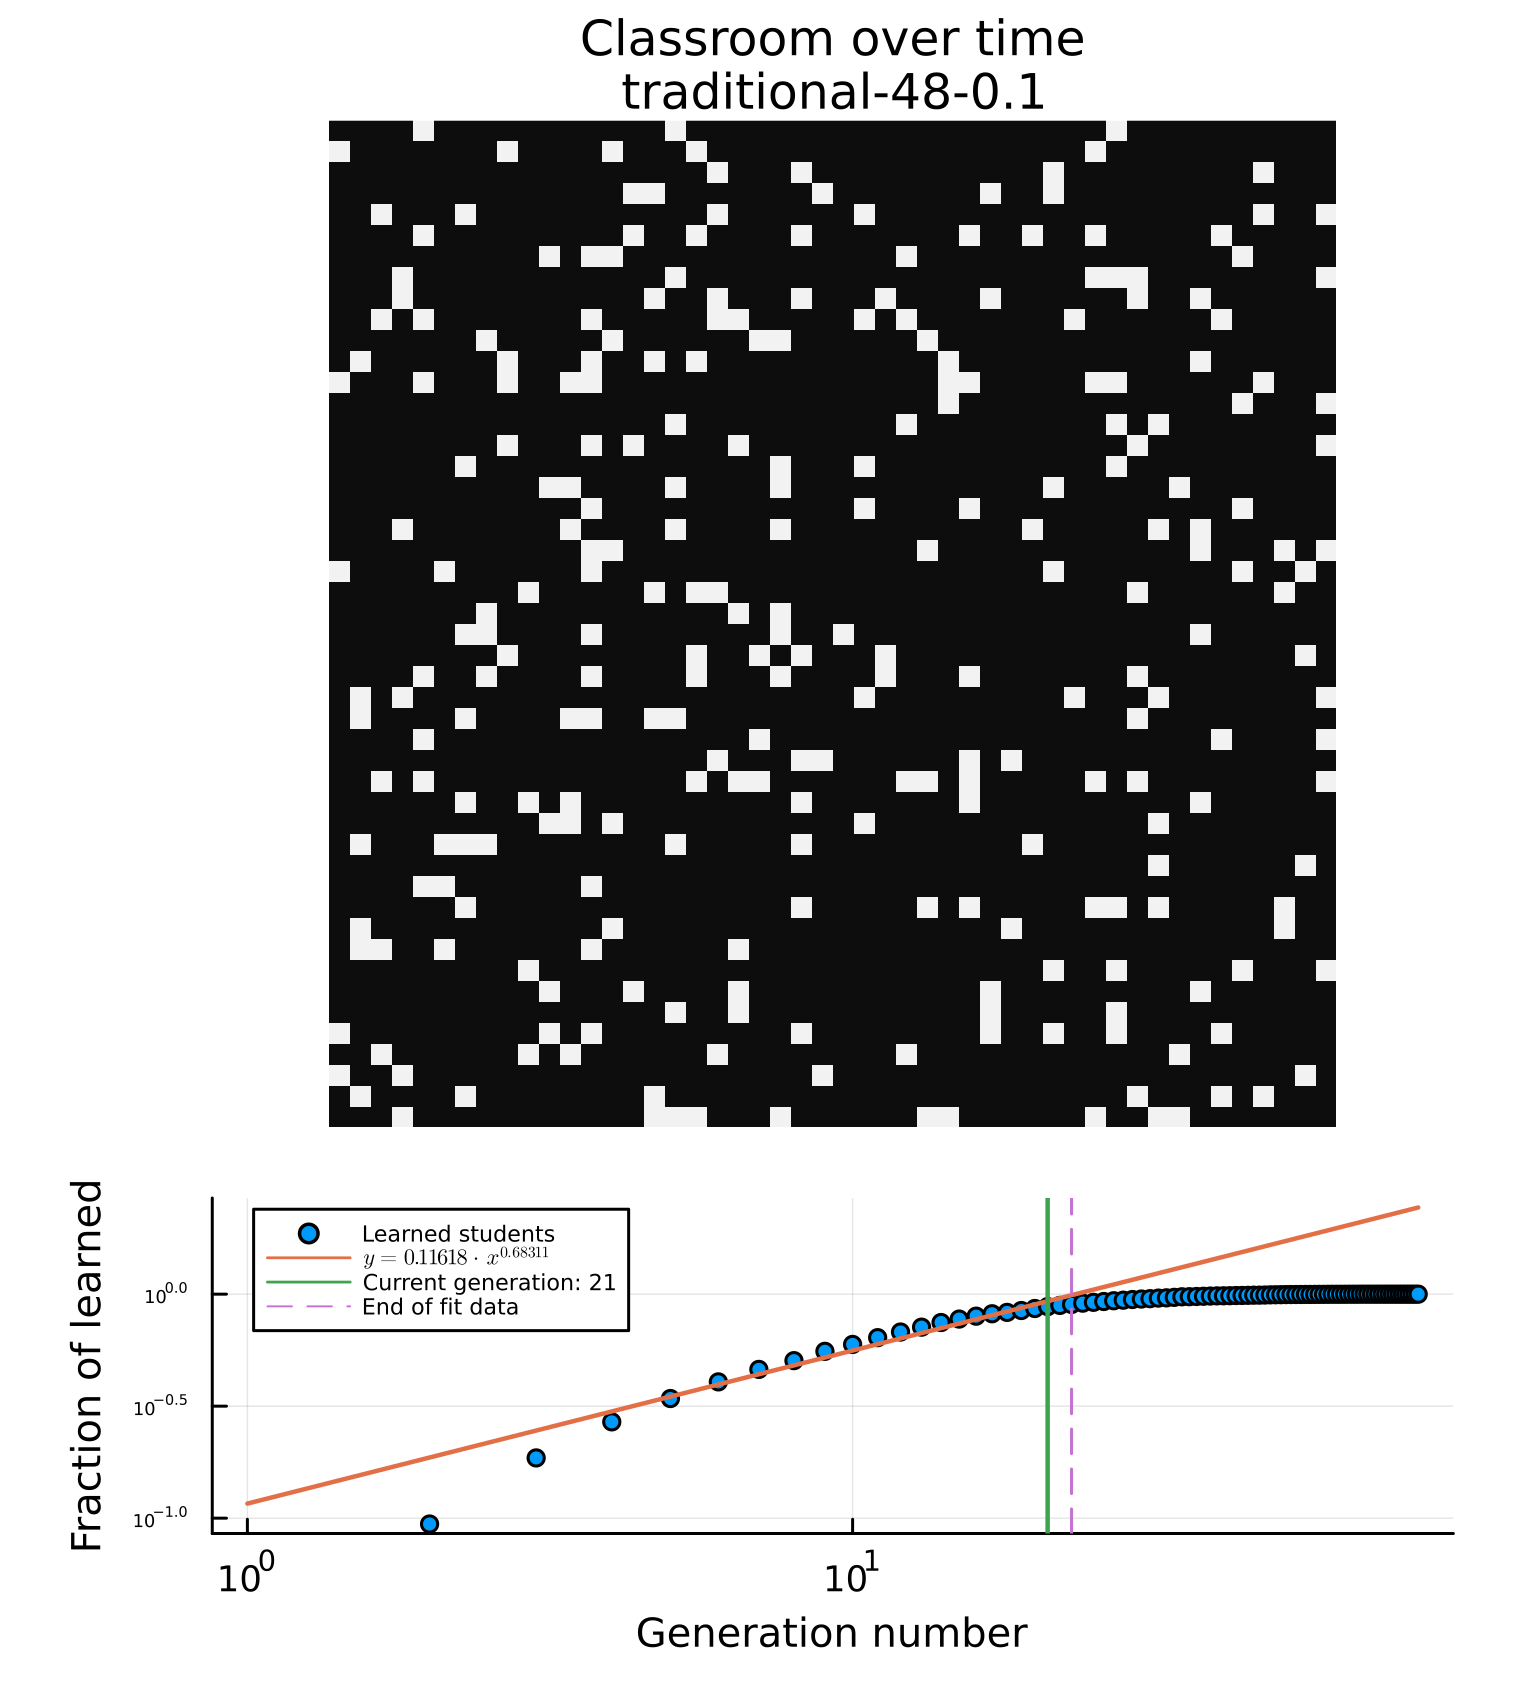 Classroom over time
traditional-48-0.1
Fraction of learned
Learned students
y = 0.11618 · x^0.68311
Current generation: 21
End of fit data
10^0.0
10^−0.5
10^−1.0
10^0
10^1
Generation number